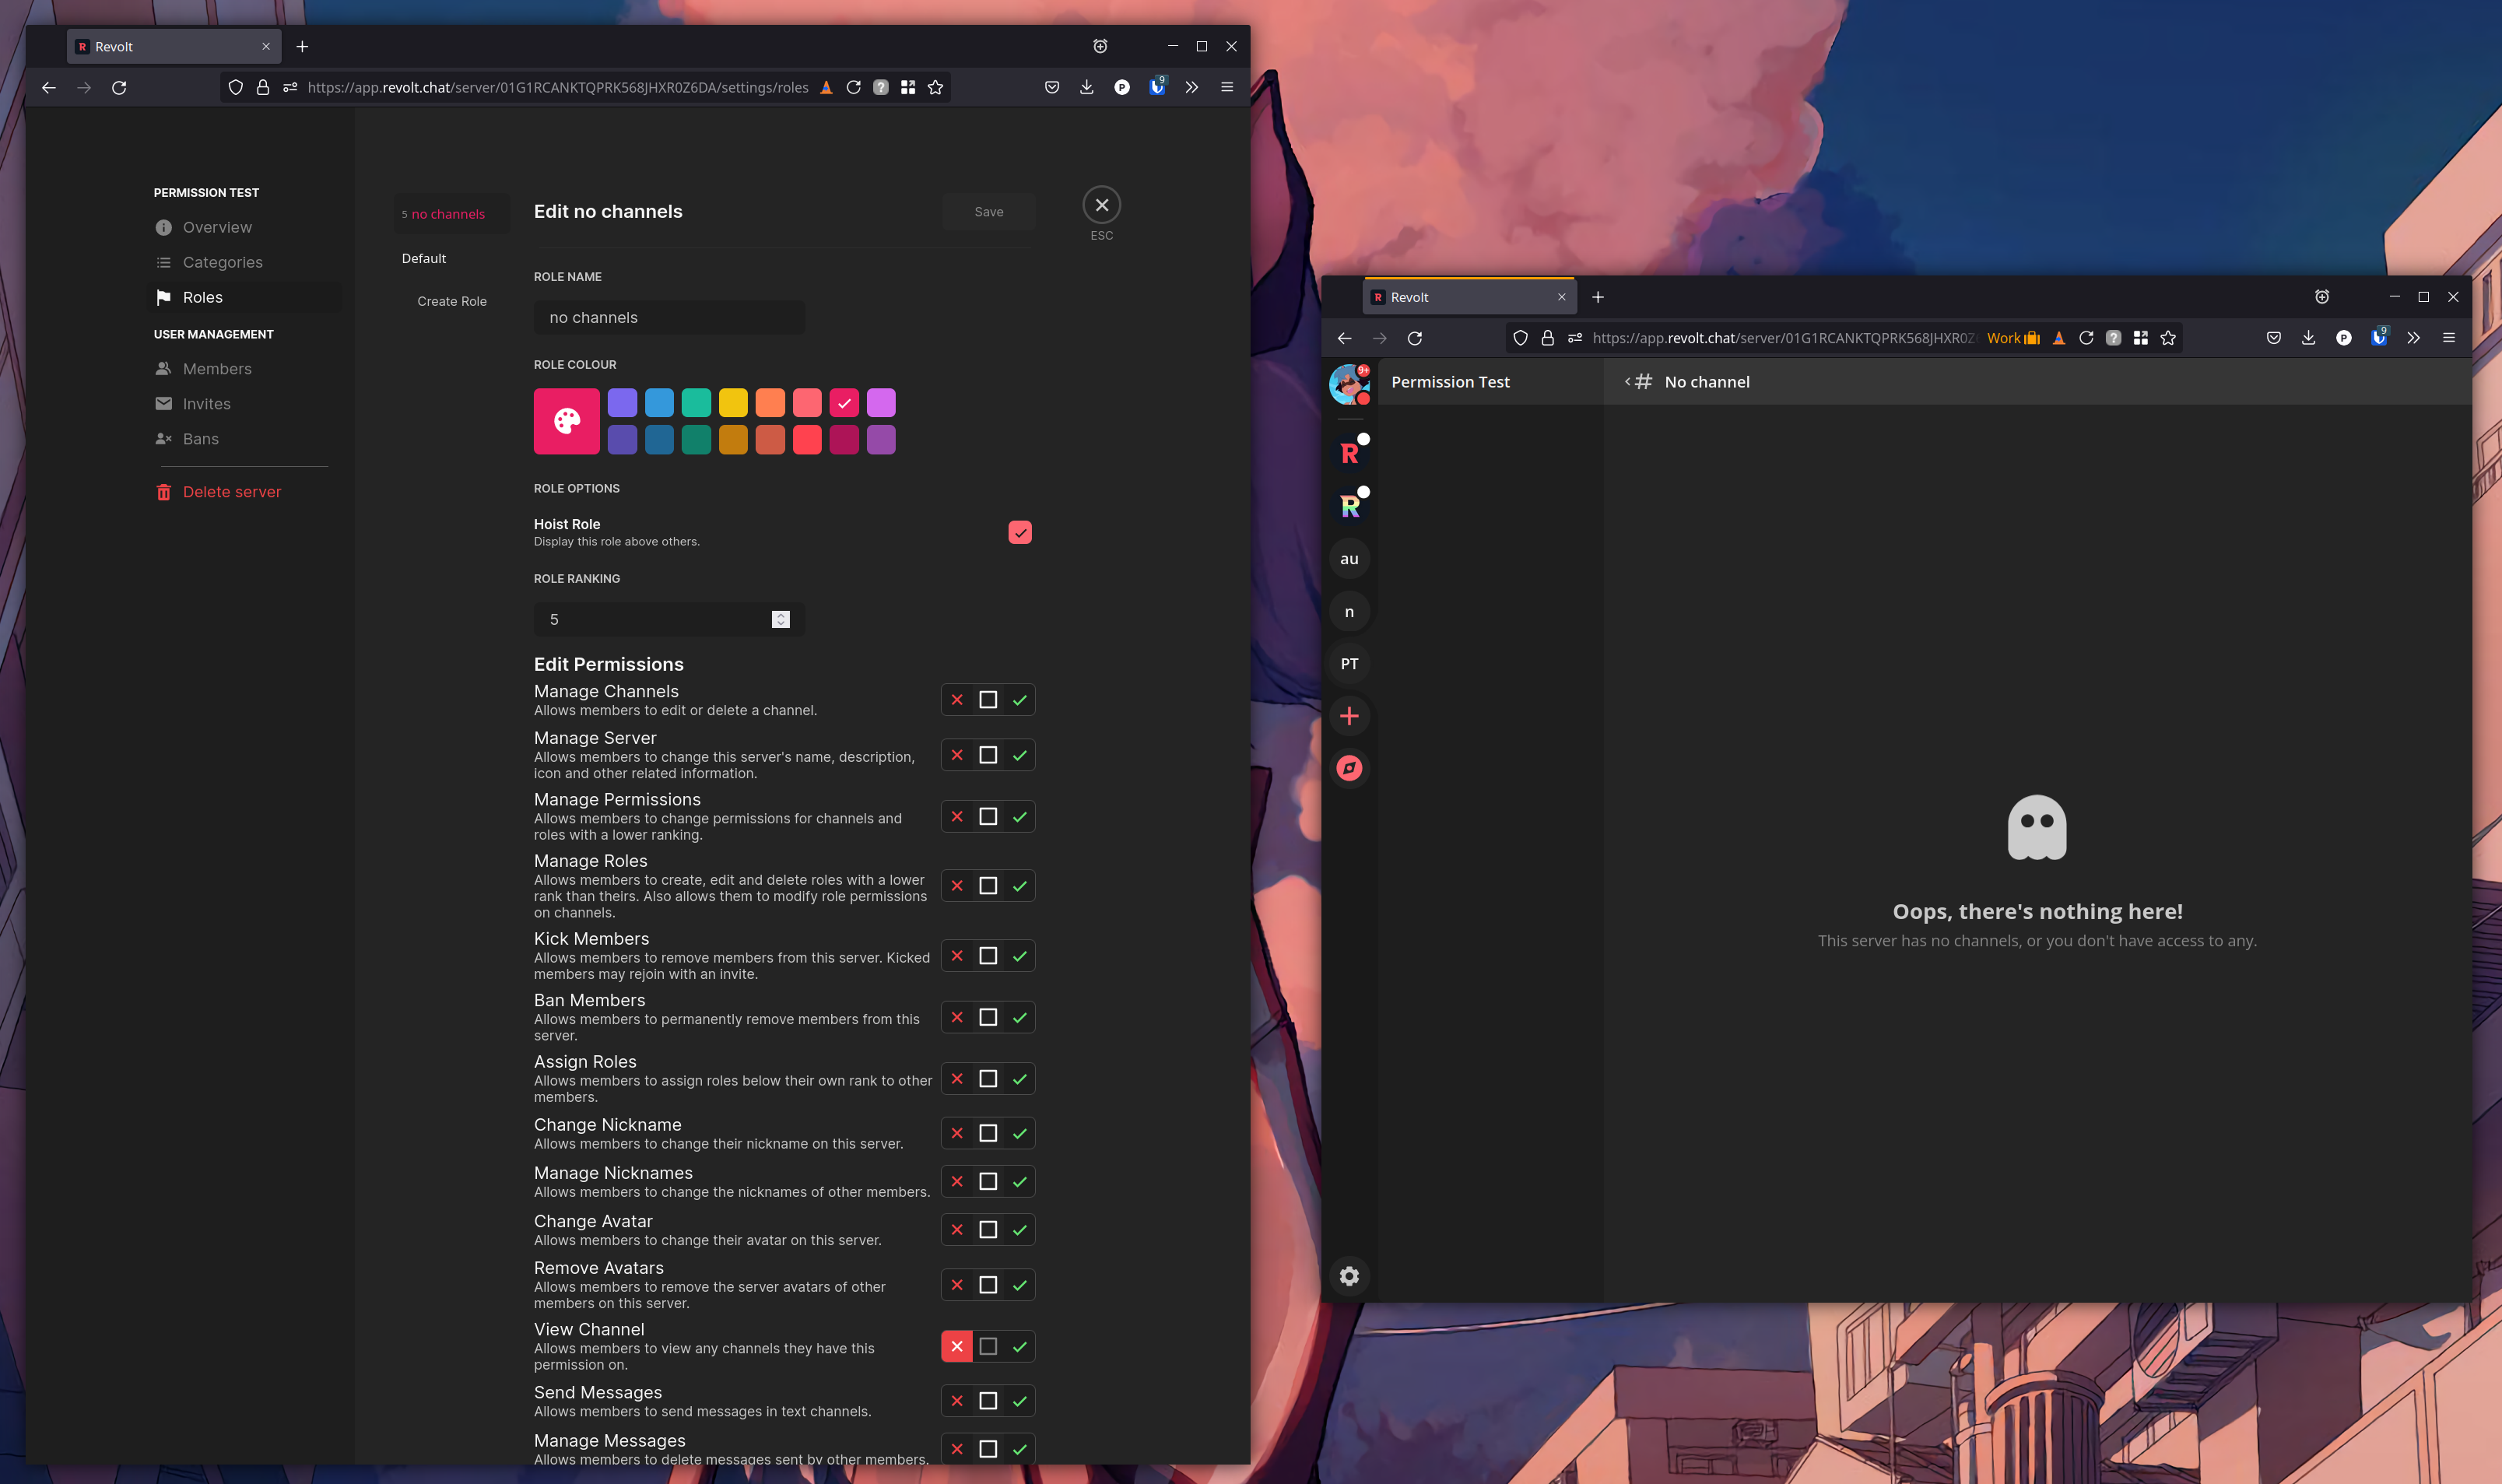 Revolt
https://app.revolt.chat/server/01G1RCANKTQPRK568JHXR0Z6DA/settings/roles
9
PERMISSION TEST
Overview
Categories
Roles
USER MANAGEMENT
Members
Invites
Bans
Delete server
5 no channels
Default
Create Role
Edit no channels
Save
ESC
ROLE NAME
no channels
ROLE COLOUR
ROLE OPTIONS
Hoist Role
Display this role above others.
ROLE RANKING
5
Edit Permissions
Manage Channels
Allows members to edit or delete a channel.
Manage Server
Allows members to change this server's name, description,
icon and other related information.
Manage Permissions
Allows members to change permissions for channels and
roles with a lower ranking.
Manage Roles
Allows members to create, edit and delete roles with a lower
rank than theirs. Also allows them to modify role permissions
on channels.
Kick Members
Allows members to remove members from this server. Kicked
members may rejoin with an invite.
Ban Members
Allows members to permanently remove members from this
server.
Assign Roles
Allows members to assign roles below their own rank to other
members.
Change Nickname
Allows members to change their nickname on this server.
Manage Nicknames
Allows members to change the nicknames of other members.
Change Avatar
Allows members to change their avatar on this server.
Remove Avatars
Allows members to remove the server avatars of other
members on this server.
View Channel
Allows members to view any channels they have this
permission on.
Send Messages
Allows members to send messages in text channels.
Manage Messages
Allows members to delete messages sent by other members.
Revolt
https://app.revolt.chat/server/01G1RCANKTQPRK568JHXR0Z Work
9
9+
Permission Test
No channel
R
R
au
n
PT
Oops, there's nothing here!
This server has no channels, or you don't have access to any.